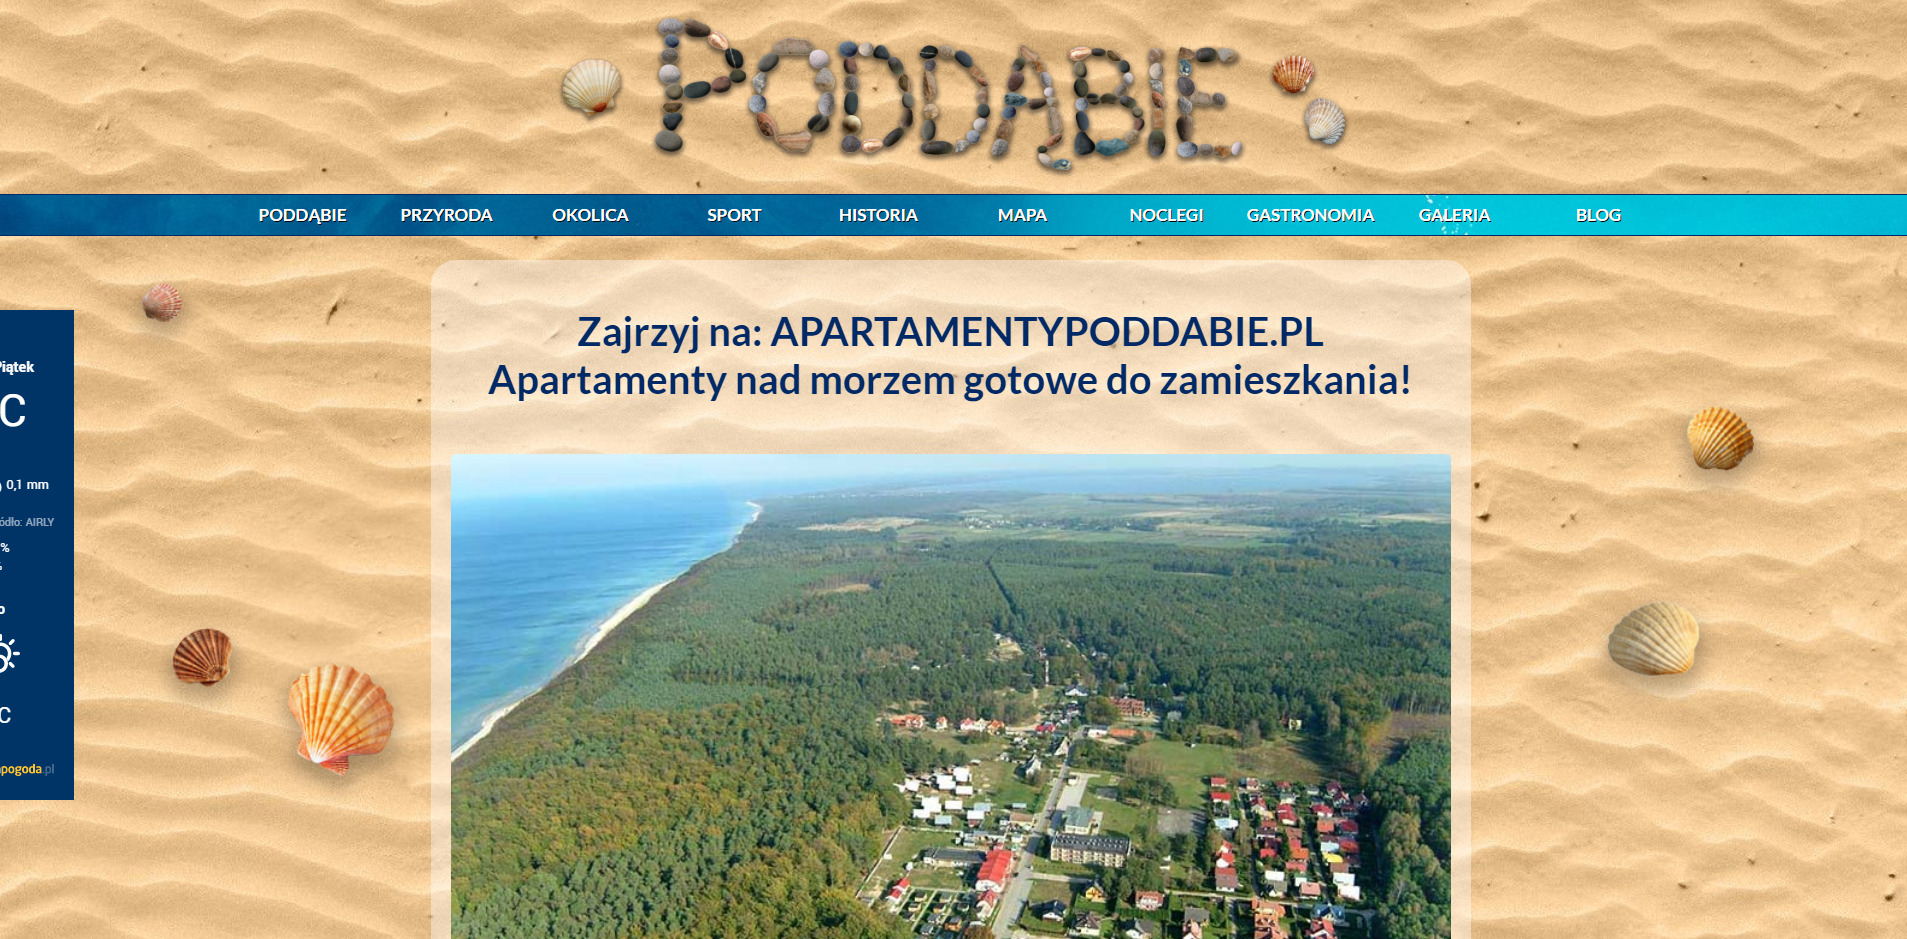 PODDĄBIE
PODDĄBIE PRZYRODA OKOLICA SPORT HISTORIA MAPA NOCLEGI GASTRONOMIA GALERIA BLOG
Zajrzyj na: APARTAMENTYPODDABIE.PL
Apartamenty nad morzem gotowe do zamieszkania!
Piątek
C
0,1 mm
ódło: AIRLY
%
C
pogoda.pl